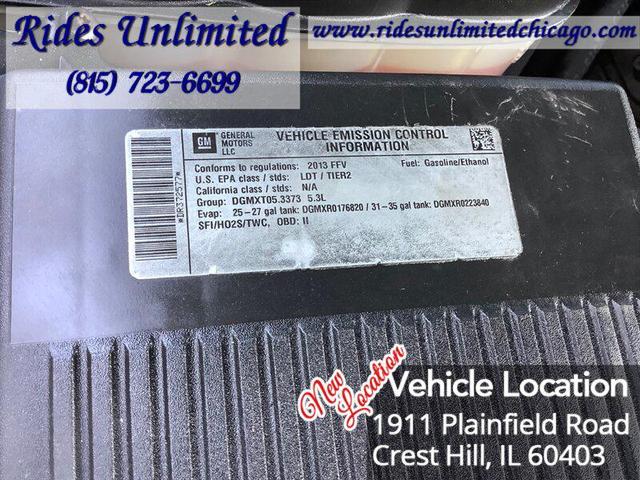 Rides Unlimited
(815) 723-6699
www.ridesunlimitedchicago.com
GM
GENERAL
MOTORS
LLC
VEHICLE EMISSION CONTROL
INFORMATION
Conforms to regulations: 2013 FFV Fuel: Gasoline/Ethanol
U.S. EPA class / stds: LDT / TIER2
California class / stds: N/A
Group: DGMXT05.3373 5.3L
Evap: 25-27 gal tank: DGMXR0176820 / 31-35 gal tank: DGMXR0223840
SFI/HO2S/TWC, OBD: II
*DR372577*
New
Location
Vehicle Location
1911 Plainfield Road
Crest Hill, IL 60403